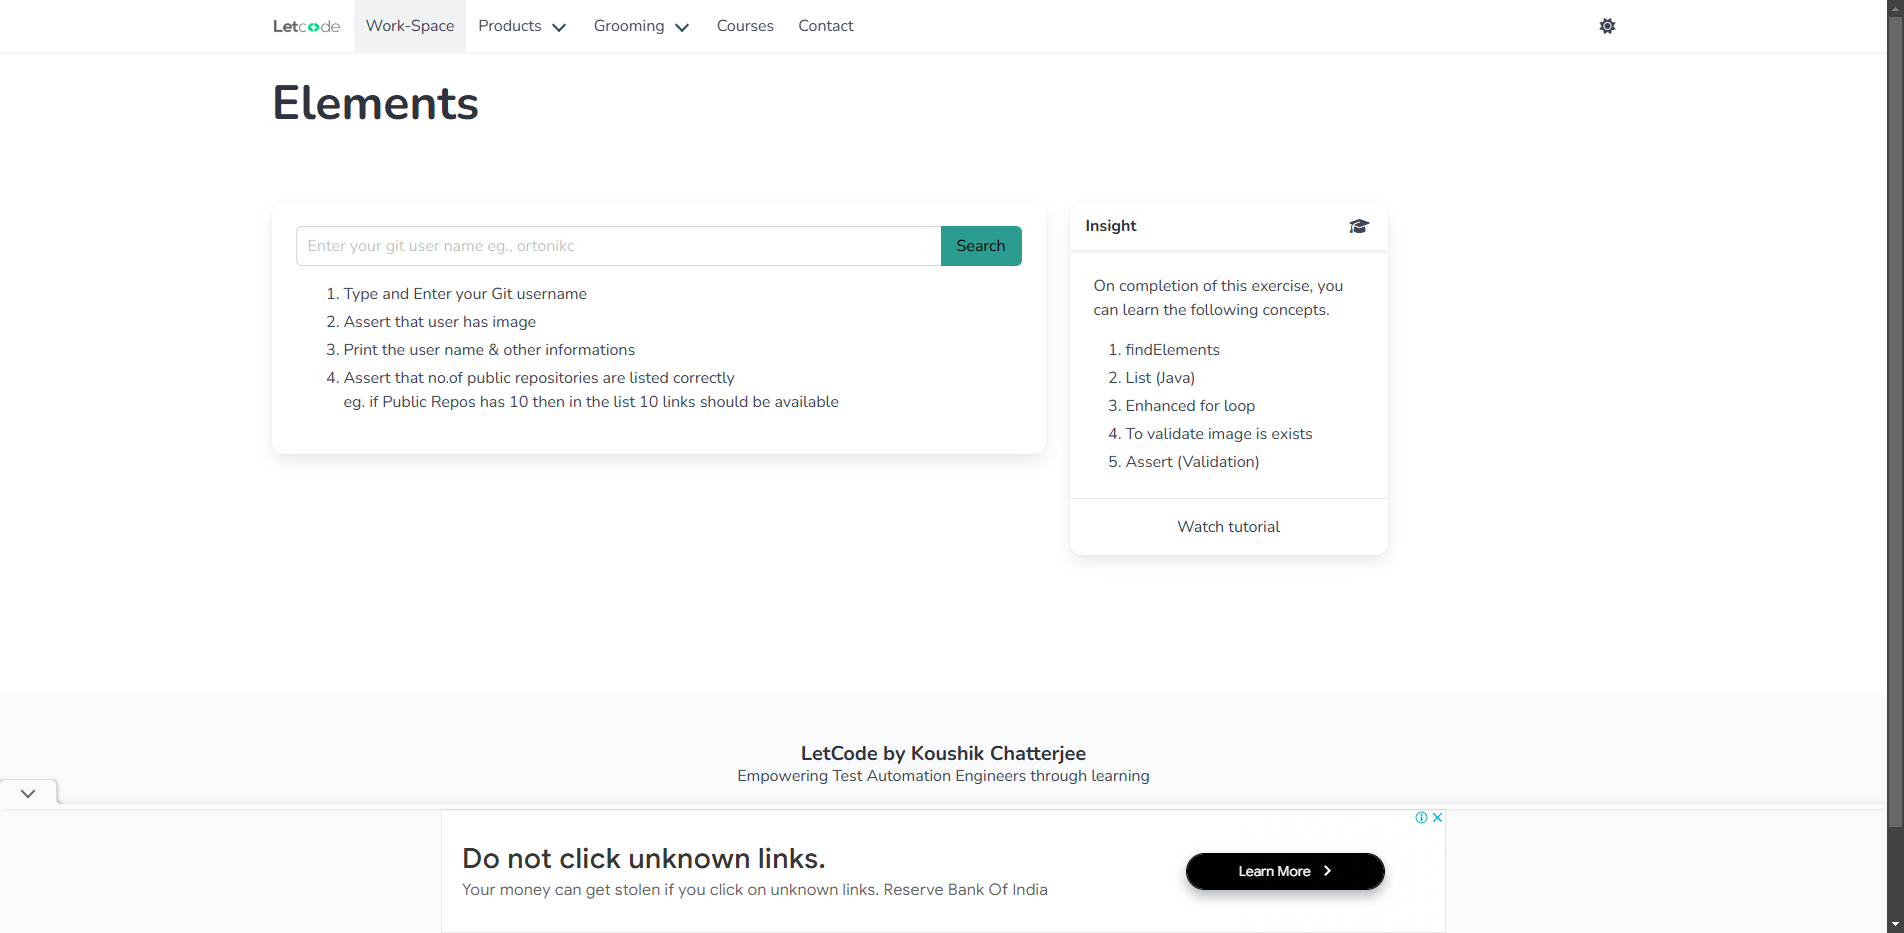 Letcode Work-Space Products Grooming Courses Contact
Elements
Enter your git user name eg., ortonikc Search
1. Type and Enter your Git username
2. Assert that user has image
3. Print the user name & other informations
4. Assert that no.of public repositories are listed correctly
eg. if Public Repos has 10 then in the list 10 links should be available
Insight
On completion of this exercise, you
can learn the following concepts.
1. findElements
2. List (Java)
3. Enhanced for loop
4. To validate image is exists
5. Assert (Validation)
Watch tutorial
LetCode by Koushik Chatterjee
Empowering Test Automation Engineers through learning
Do not click unknown links.
Your money can get stolen if you click on unknown links. Reserve Bank Of India
Learn More